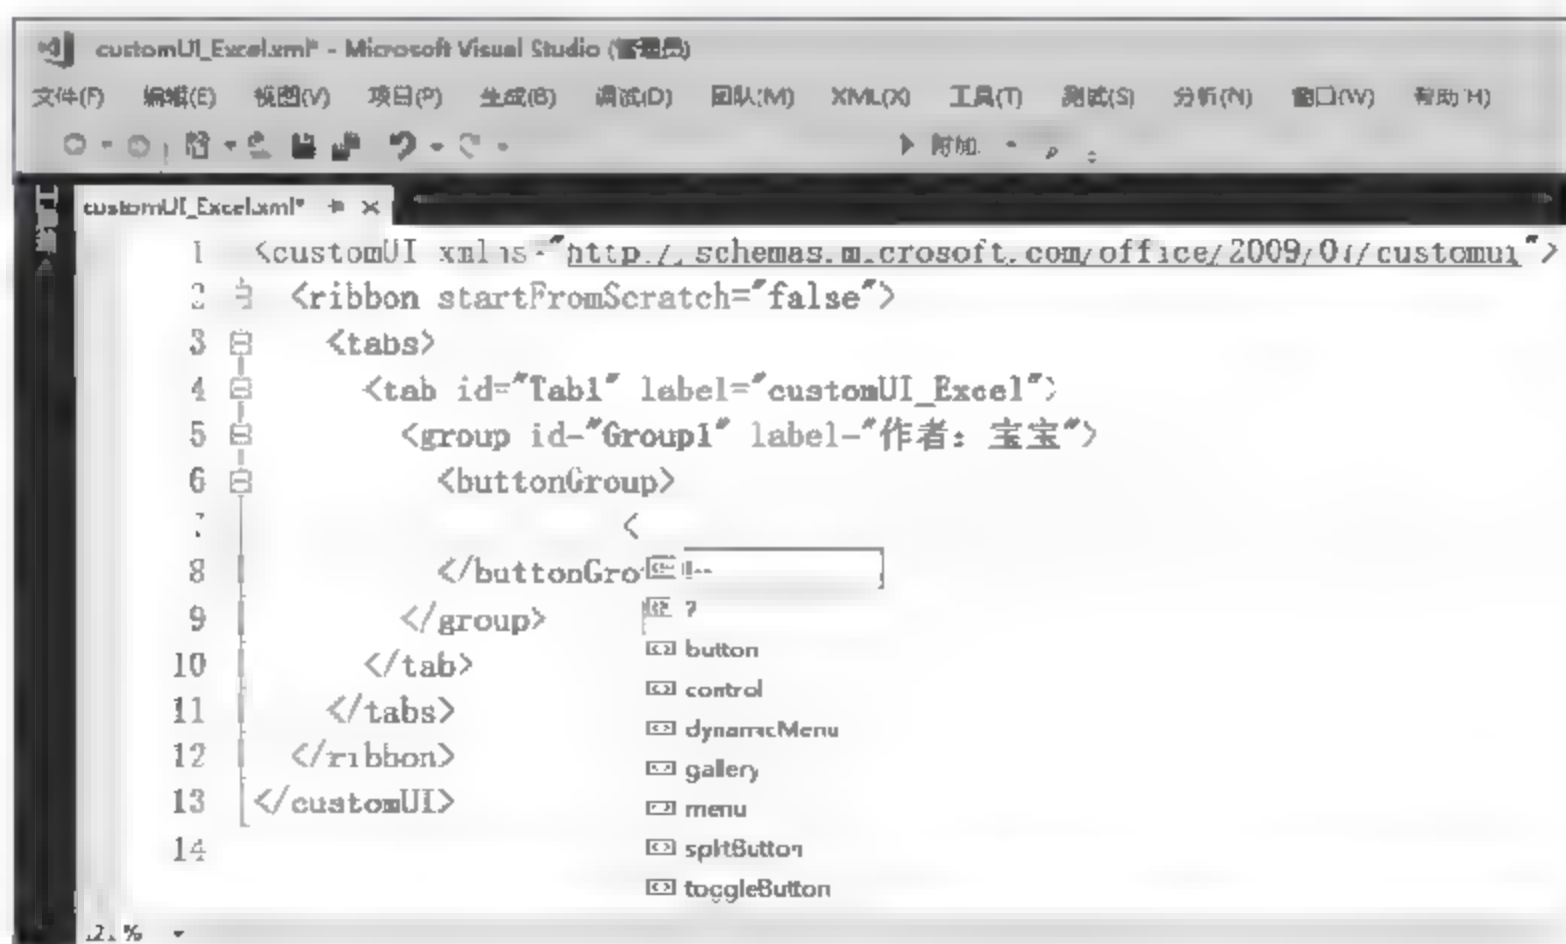 customUI_Excel.xml* - Microsoft Visual Studio (管理员)
文件(F) 编辑(E) 视图(V) 项目(P) 生成(B) 调试(D) 团队(M) XML(X) 工具(T) 测试(S) 分析(N) 窗口(W) 帮助(H)
附加
customUI_Excel.xml*
1 <customUI xmlns="http://schemas.microsoft.com/office/2009/07/customui">
2 <ribbon startFromScratch="false">
3 <tabs>
4 <tab id="Tab1" label="customUI_Excel">
5 <group id="Group1" label="作者: 宝宝">
6 <buttonGroup>
7 <
8 </buttonGro
!--
9 </group>
?
button
10 </tab>
control
11 </tabs>
dynamicMenu
12 </ribbon>
gallery
13 </customUI>
menu
14
splitButton
toggleButton